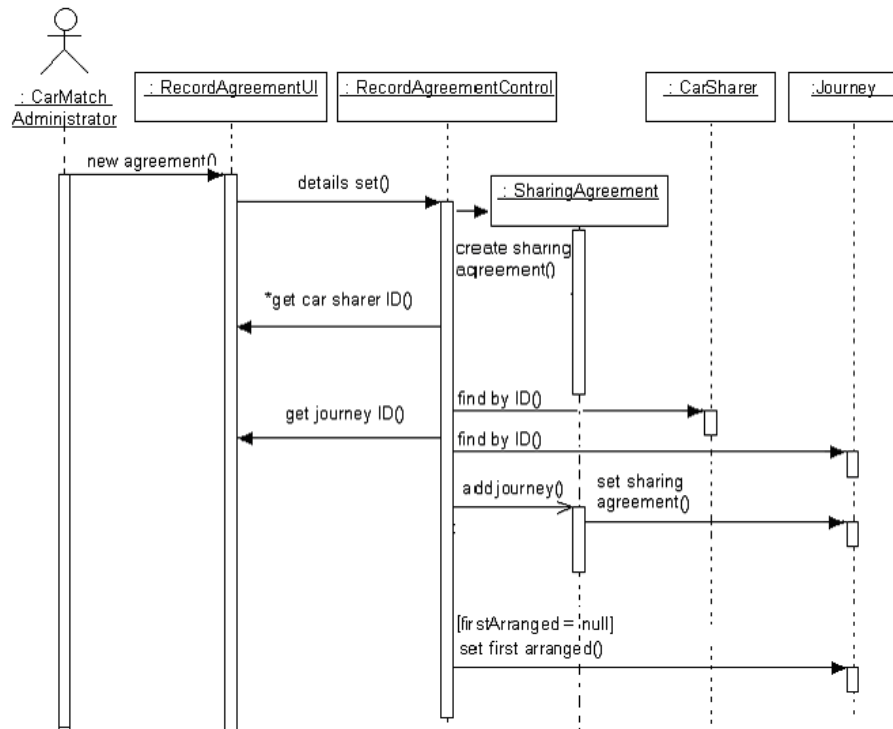 : CarMatch
Administrator
: RecordAgreementUI
: RecordAgreementControl
: CarSharer
:Journey
new agreement()
details set()
: SharingAgreement
create sharing
agreement()
*get car sharer ID()
find by ID()
get journey ID()
find by ID()
add journey()
set sharing
agreement()
[firstArranged = null]
set first arranged()